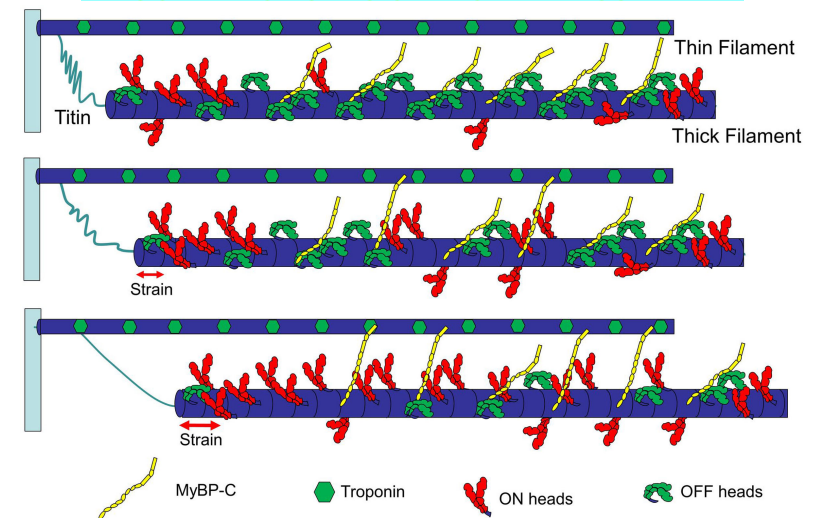 Thin Filament
Titin
Thick Filament
Strain
Strain
MyBP-C
Troponin
ON heads
OFF heads